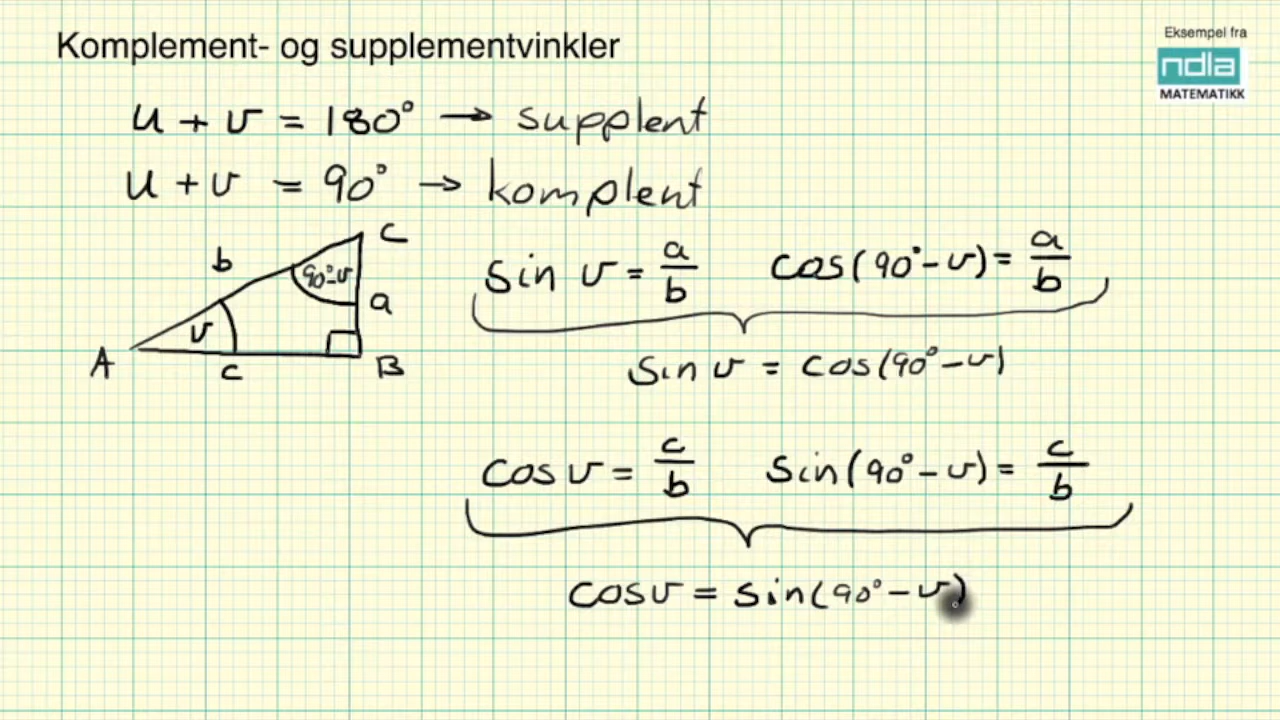 Komplement- og supplementvinkler
Eksempel fra
ndla
MATEMATIKK
u + v = 180° → supplent
u + v = 90° → komplent
C
b
90°-v
a
v
A
c
B
sin v = a/b cos(90° - v) = a/b
sin v = cos(90° - v)
cos v = c/b sin(90° - v) = c/b
cos v = sin(90° - v)